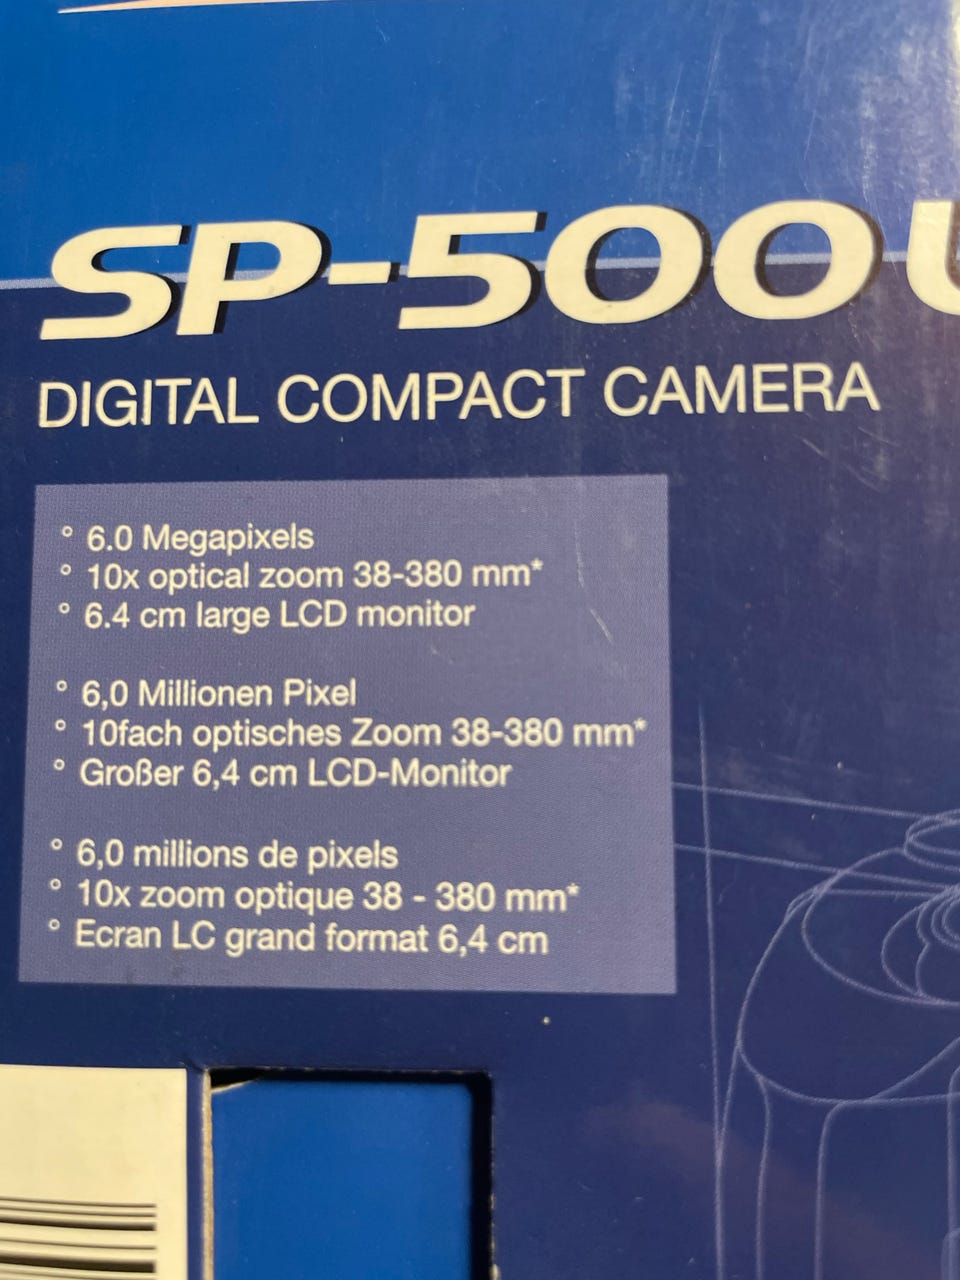 SP-500U
DIGITAL COMPACT CAMERA
° 6.0 Megapixels
° 10x optical zoom 38-380 mm*
° 6.4 cm large LCD monitor
° 6,0 Millionen Pixel
° 10fach optisches Zoom 38-380 mm*
° Großer 6,4 cm LCD-Monitor
° 6,0 millions de pixels
° 10x zoom optique 38 - 380 mm*
° Ecran LC grand format 6,4 cm